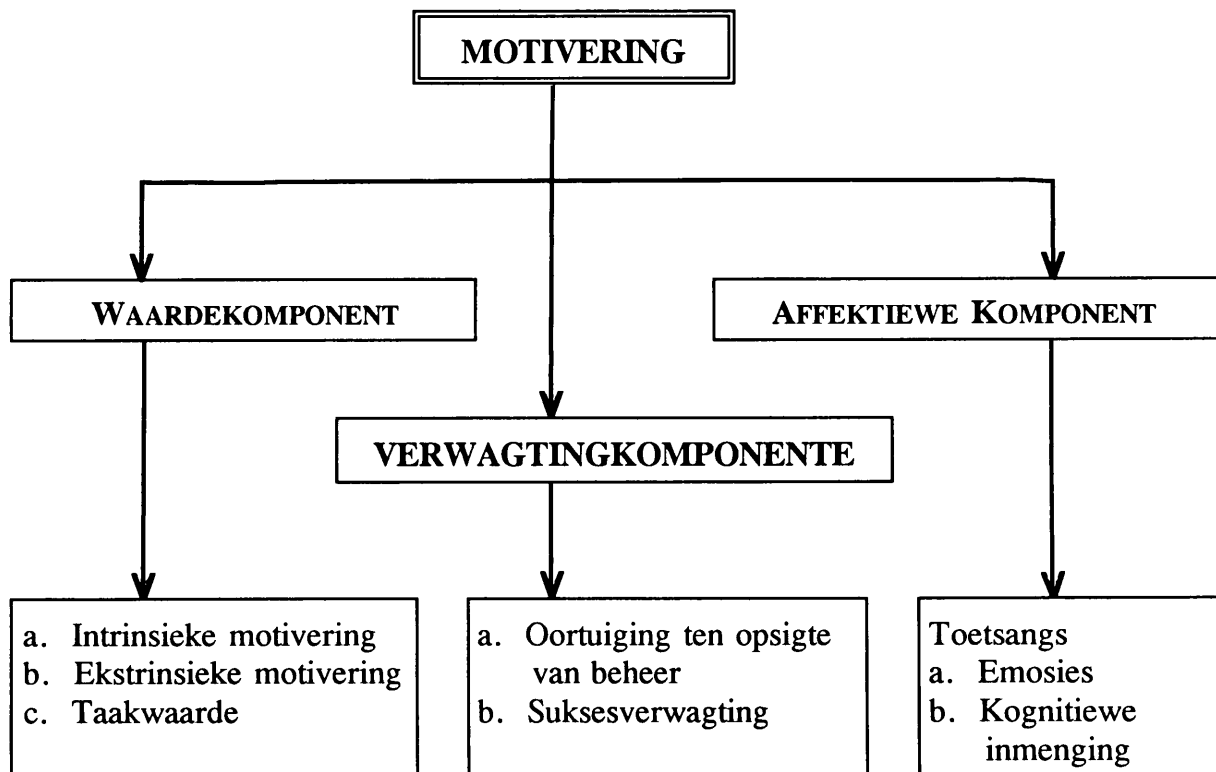 MOTIVERING
WAARDEKOMPONENT
AFFEKTIEWE KOMPONENT
VERWAGTINGKOMPONENTE
a. Intrinsieke motivering
b. Ekstrinsieke motivering
c. Taakwaarde
a. Oortuiging ten opsigte
van beheer
b. Suksesverwagting
Toetsangs
a. Emosies
b. Kognitiewe
inmenging